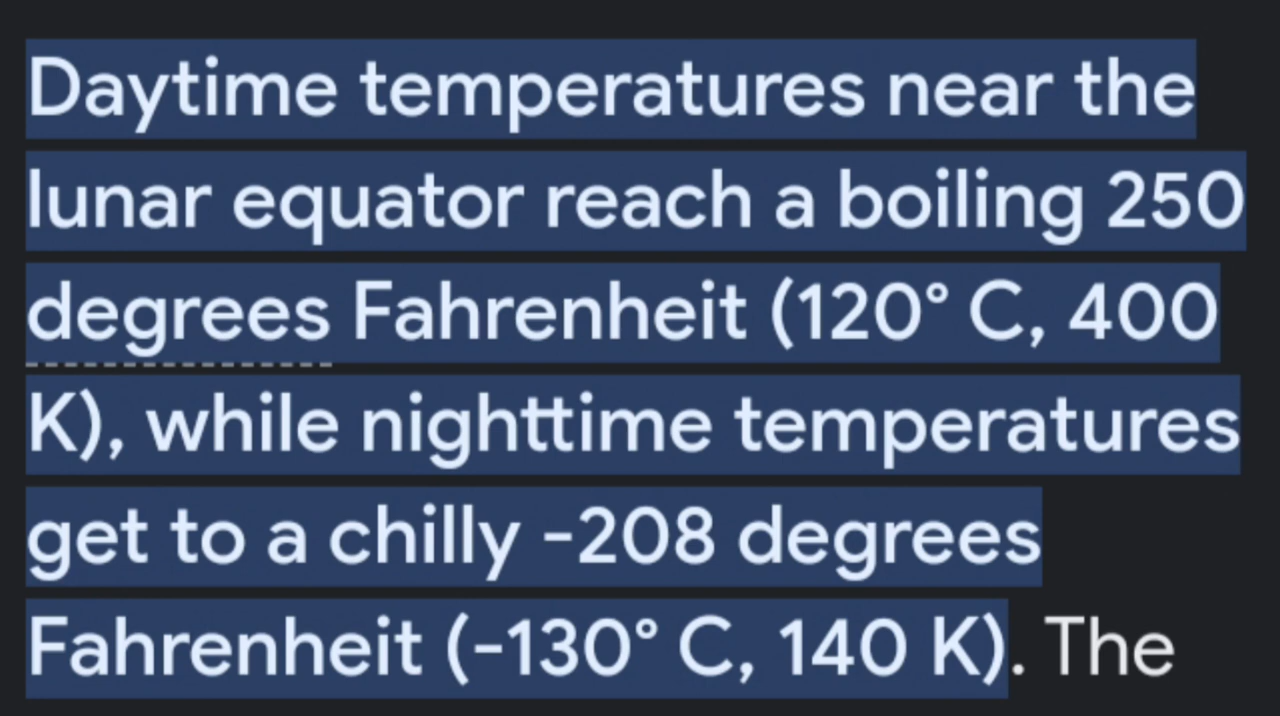 Daytime temperatures near the
lunar equator reach a boiling 250
degrees Fahrenheit (120° C, 400
K), while nighttime temperatures
get to a chilly -208 degrees
Fahrenheit (-130° C, 140 K). The